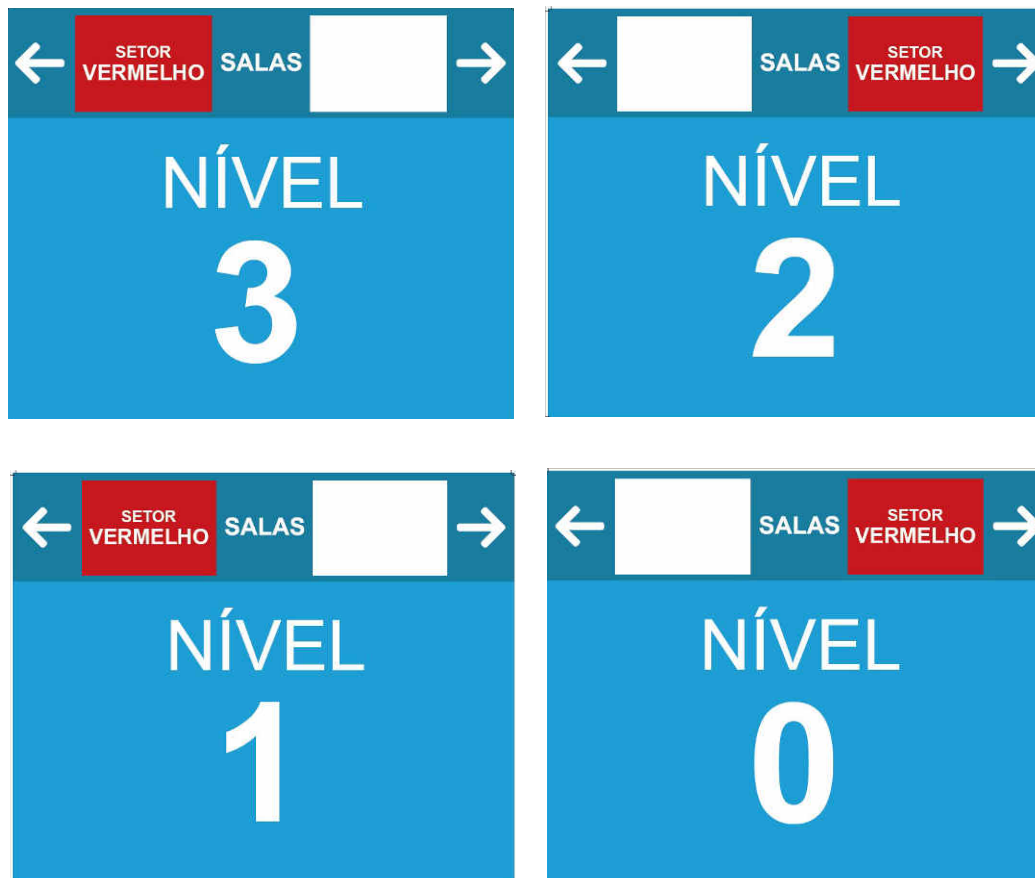 SETOR
VERMELHO
SALAS
NÍVEL
3
SALAS
SETOR
VERMELHO
NÍVEL
2
SETOR
VERMELHO
SALAS
NÍVEL
1
SALAS
SETOR
VERMELHO
NÍVEL
0